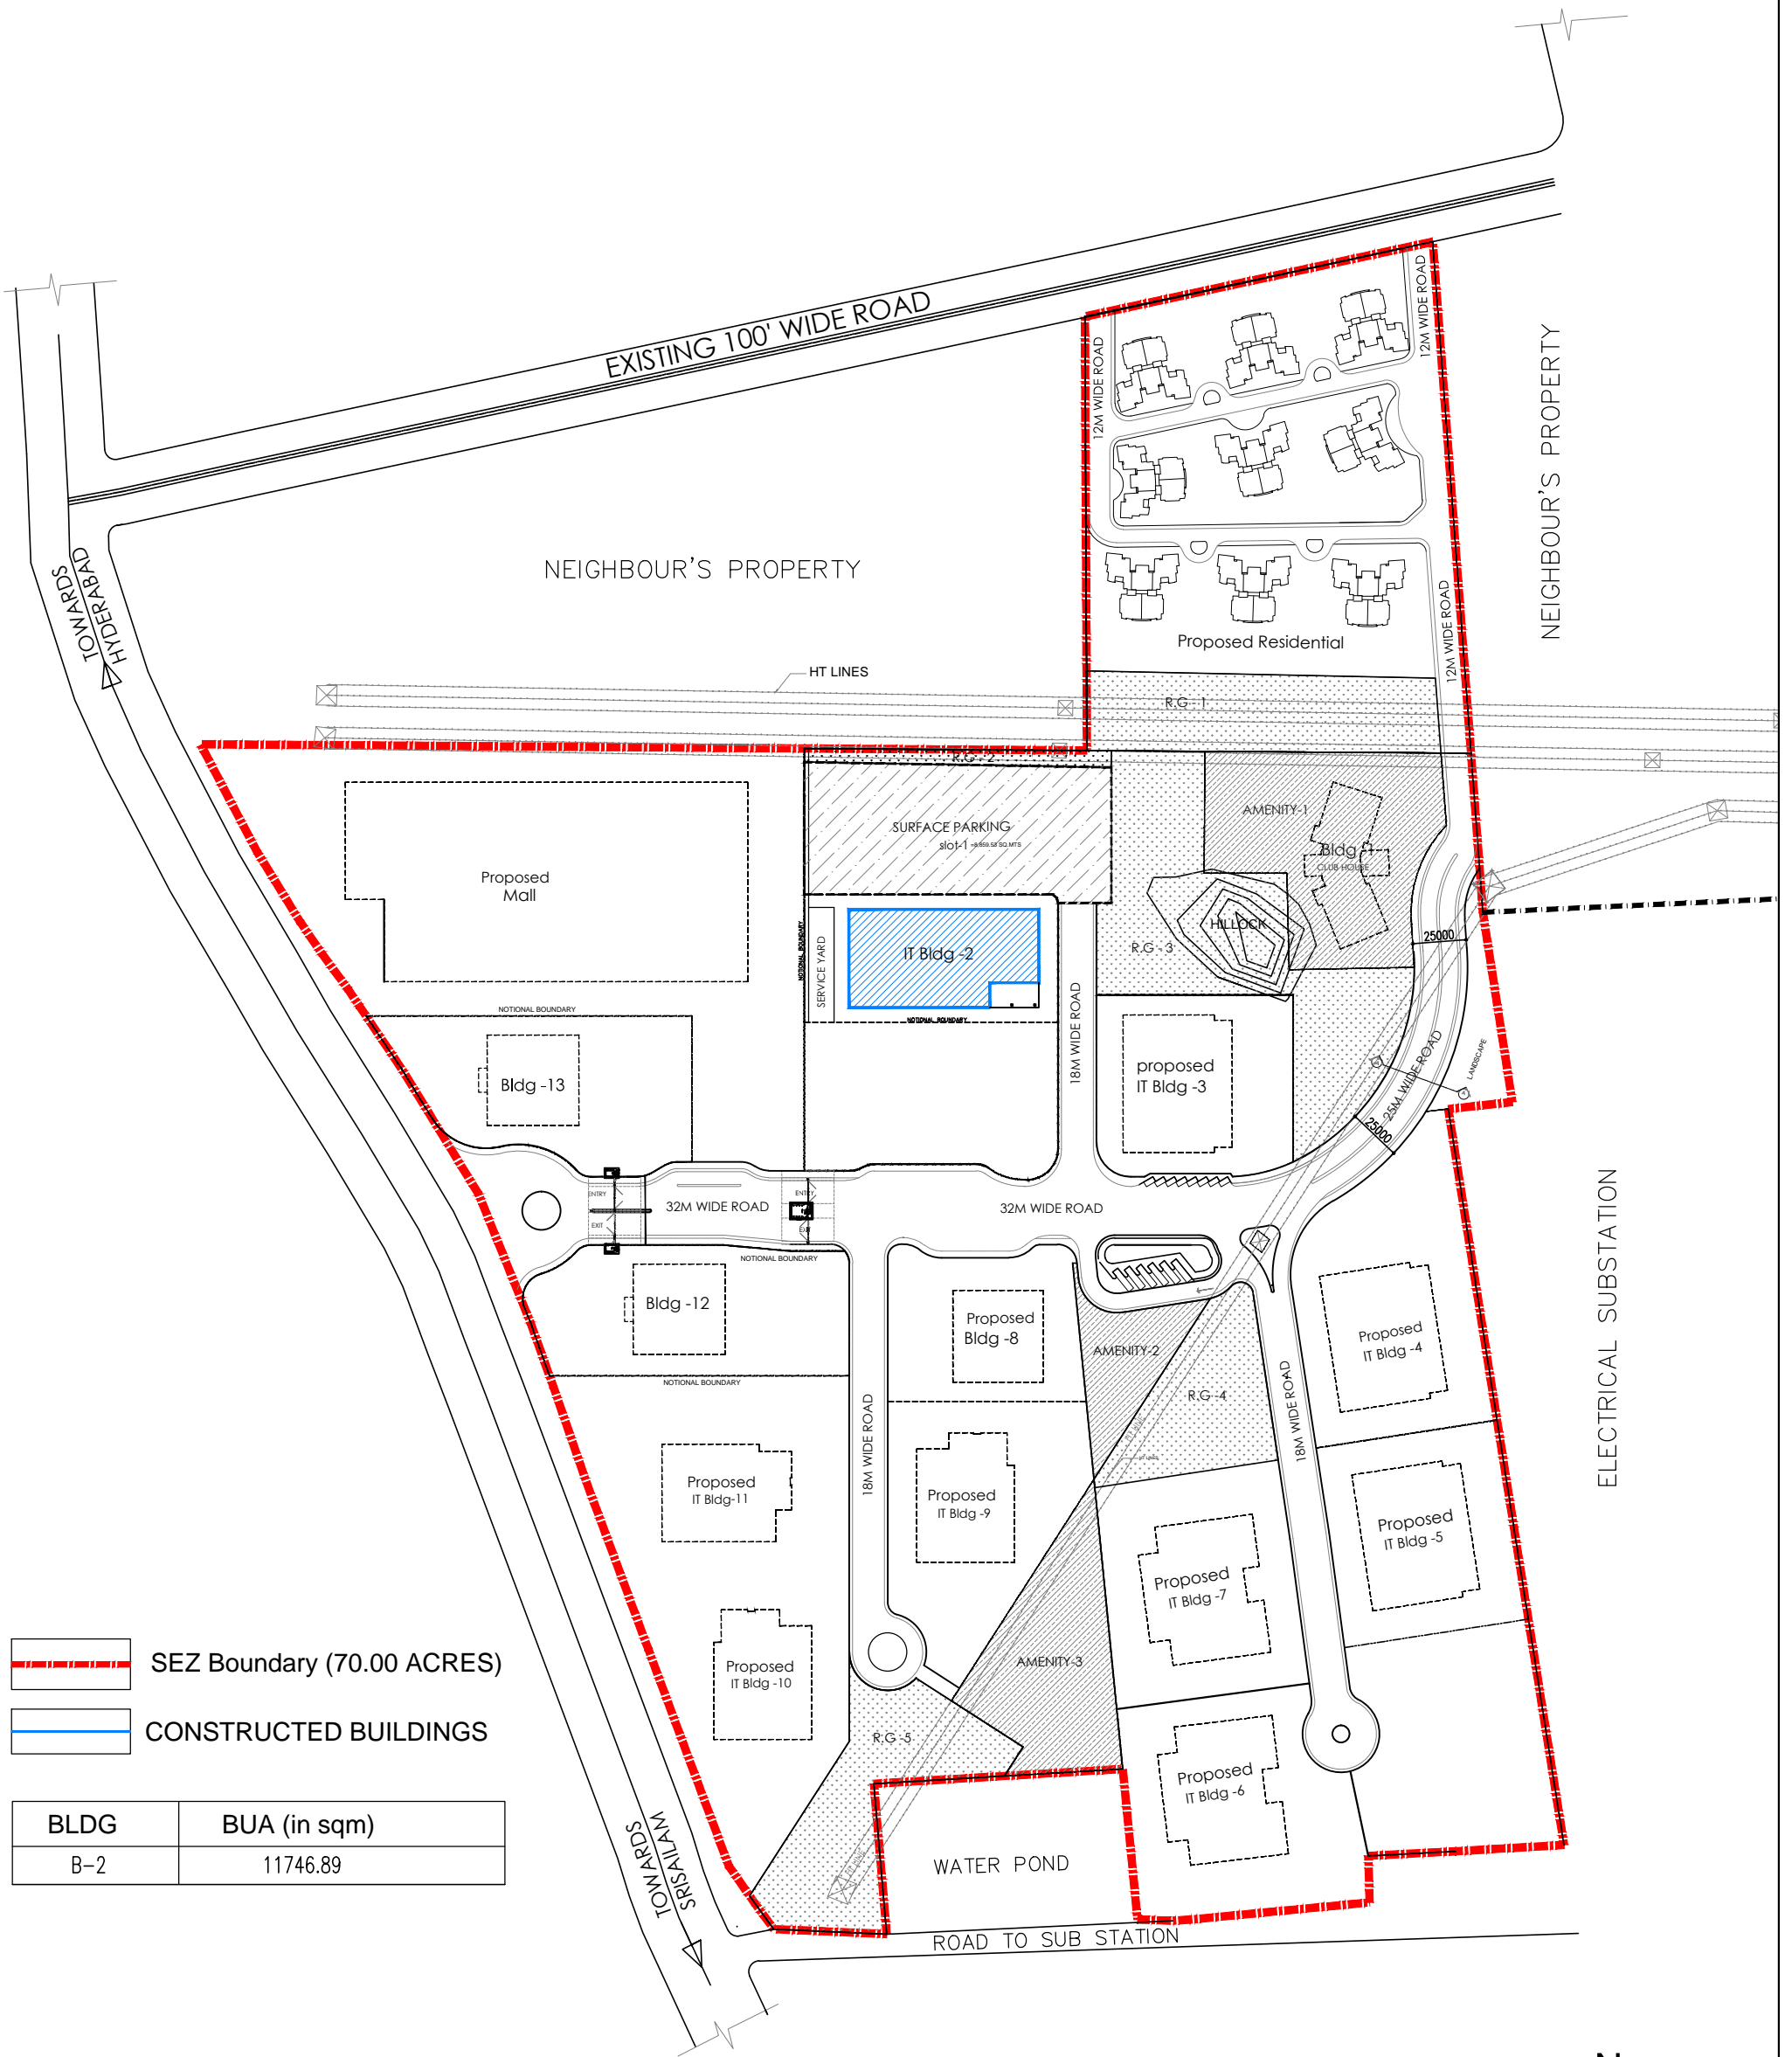 EXISTING 100' WIDE ROAD
12M WIDE ROAD
12M WIDE ROAD
NEIGHBOUR'S PROPERTY
NEIGHBOUR'S PROPERTY
TOWARDS
HYDERABAD
12M WIDE ROAD
Proposed Residential
HT LINES
R.G - 1
R.G - 2
SURFACE PARKING
slot-1
AMENITY-1
Bldg -1
CLUB HOUSE
Proposed
Mall
HILLOCK
R.G - 3
25000
NOTIONAL BOUNDARY
SERVICE YARD
IT Bldg -2
NOTIONAL BOUNDARY
NOTIONAL BOUNDARY
18M WIDE ROAD
Bldg -13
proposed
IT Bldg -3
25M WIDE ROAD
LANDSCAPE
25000
ENTRY
EXIT
32M WIDE ROAD
ENTRY
EXIT
32M WIDE ROAD
NOTIONAL BOUNDARY
ELECTRICAL SUBSTATION
Bldg -12
Proposed
Bldg -8
AMENITY-2
R.G -4
18M WIDE ROAD
Proposed
IT Bldg -4
NOTIONAL BOUNDARY
18M WIDE ROAD
Proposed
IT Bldg-11
Proposed
IT Bldg -9
Proposed
IT Bldg -5
Proposed
IT Bldg -7
AMENITY-3
Proposed
IT Bldg -10
R.G -5
Proposed
IT Bldg -6
SEZ Boundary (70.00 ACRES)
CONSTRUCTED BUILDINGS
BLDG BUA (in sqm)
B-2 11746.89
TOWARDS
SRISAILAM
WATER POND
ROAD TO SUB STATION